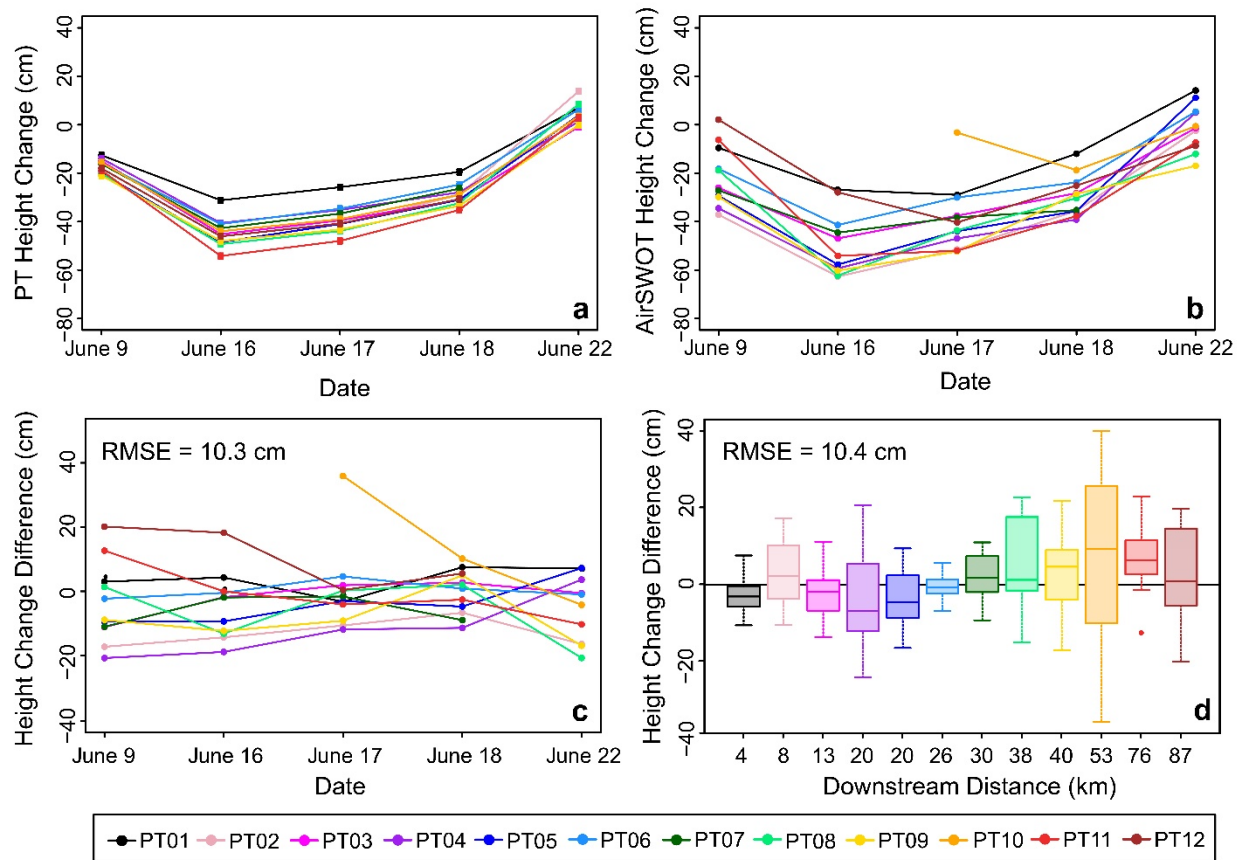 PT Height Change (cm)
40
20
0
−20
−40
−60
−80
a
June 9 June 16 June 17 June 18 June 22
Date
AirSWOT Height Change (cm)
40
20
0
−20
−40
−60
−80
b
June 9 June 16 June 17 June 18 June 22
Date
Height Change Difference (cm)
RMSE = 10.3 cm
40
20
0
−20
−40
c
June 9 June 16 June 17 June 18 June 22
Date
Height Change Difference (cm)
RMSE = 10.4 cm
40
20
0
−20
−40
d
4 8 13 20 20 26 30 38 40 53 76 87
Downstream Distance (km)
PT01 PT02 PT03 PT04 PT05 PT06 PT07 PT08 PT09 PT10 PT11 PT12